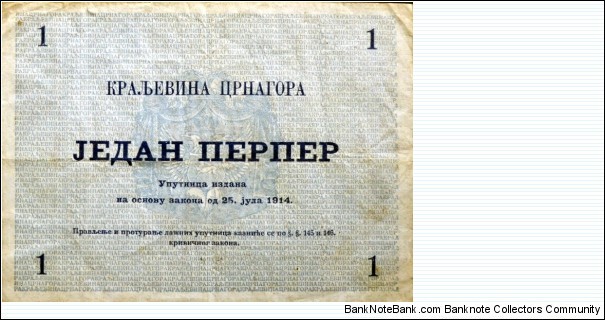 1 1
КРАЉЕВИНА ЦРНАГОРА
ЈЕДАН ПЕРПЕР
Упутница издана
на основу закона од 25. јула 1914.
Прављење и протурање лажних упутница казниће се по §. §. 145 и 146.
кривичног закона.
1 1
BankNoteBank.com Banknote Collectors Community